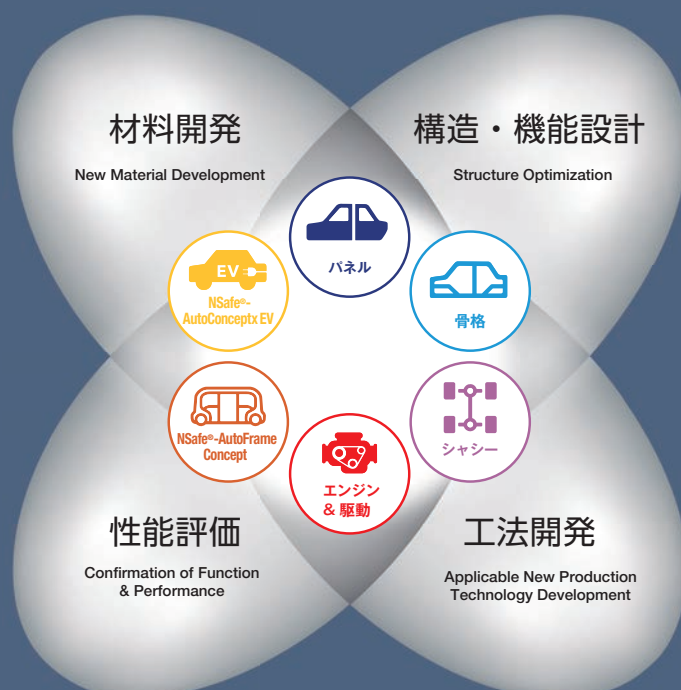 材料開発
New Material Development
構造・機能設計
Structure Optimization
パネル
EV
NSafe®-
AutoConceptx EV
骨格
NSafe®-AutoFrame
Concept
シャシー
エンジン
& 駆動
性能評価
Confirmation of Function
& Performance
工法開発
Applicable New Production
Technology Development